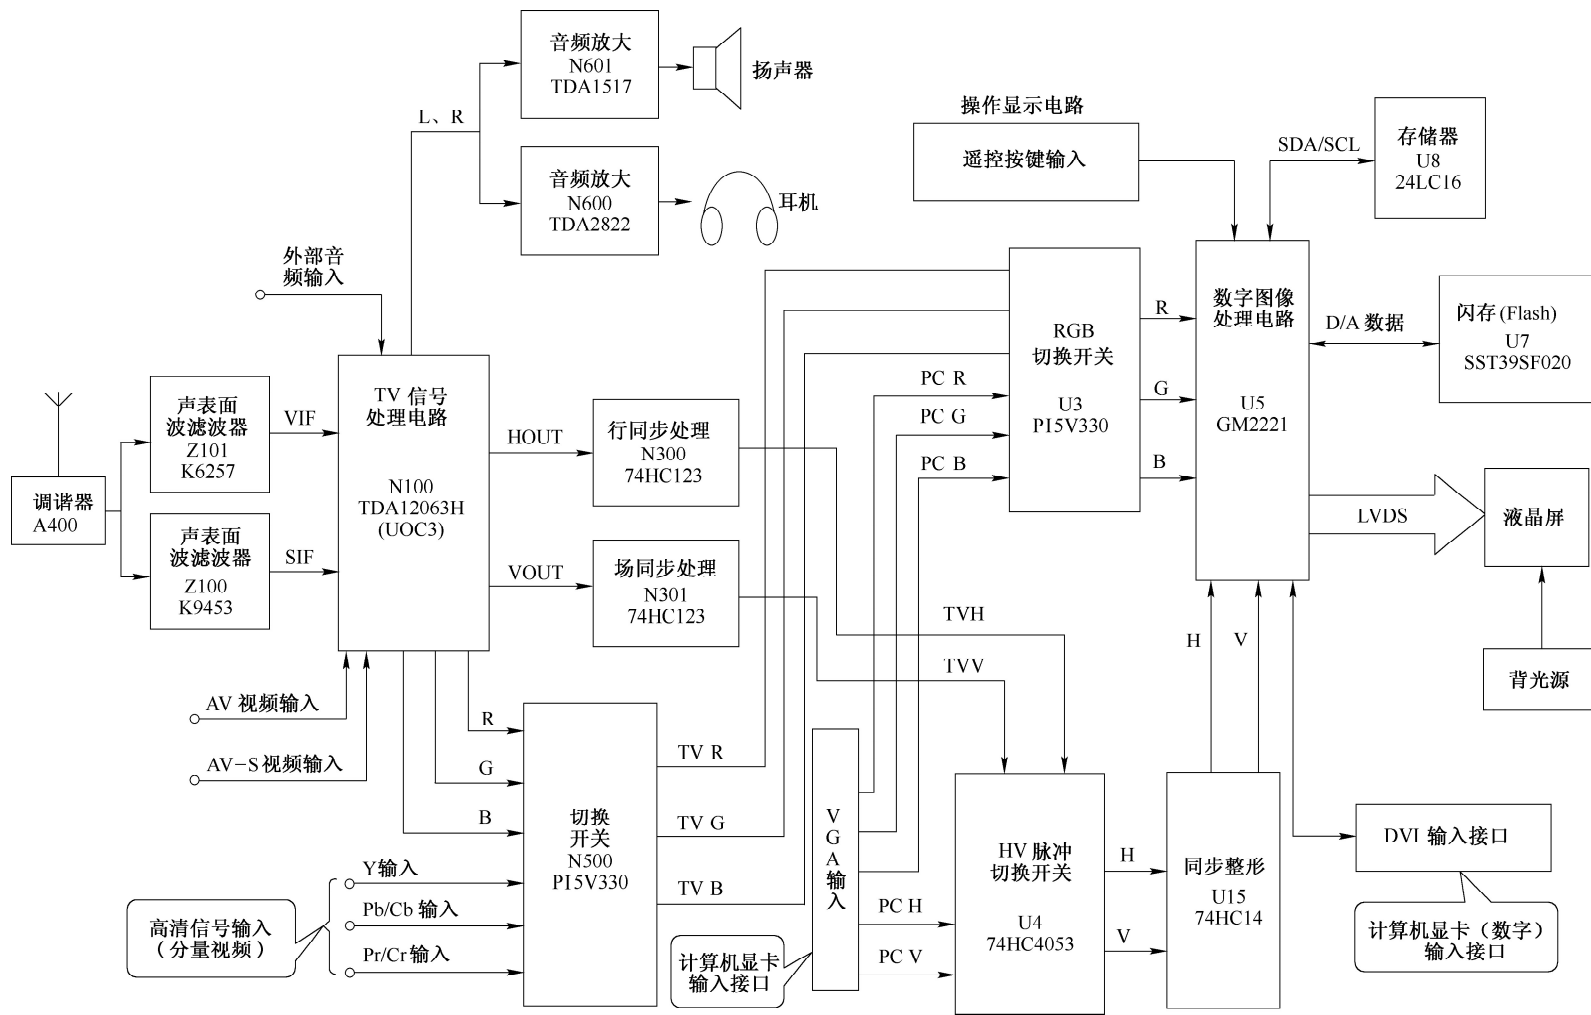 音频放大
N601
TDA1517
扬声器
L、R
音频放大
N600
TDA2822
耳机
操作显示电路
遥控按键输入
SDA/SCL
存储器
U8
24LC16
外部音
频输入
声表面
波滤波器
Z101
K6257
VIF
调谐器
A400
声表面
波滤波器
Z100
K9453
SIF
TV 信号
处理电路
N100
TDA12063H
(UOC3)
HOUT
行同步处理
N300
74HC123
VOUT
场同步处理
N301
74HC123
RGB
切换开关
U3
PI5V330
PC R
PC G
PC B
R
G
B
数字图像
处理电路
U5
GM2221
D/A 数据
闪存(Flash)
U7
SST39SF020
LVDS
液晶屏
背光源
TVH
TVV
H
V
AV 视频输入
AV-S视频输入
R
G
B
切换
开关
N500
PI5V330
TV R
TV G
TV B
Y输入
Pb/Cb 输入
Pr/Cr 输入
高清信号输入
（分量视频）
VGA输入
计算机显卡
输入接口
PC H
PC V
HV 脉冲
切换开关
U4
74HC4053
H
V
同步整形
U15
74HC14
DVI 输入接口
计算机显卡（数字）
输入接口